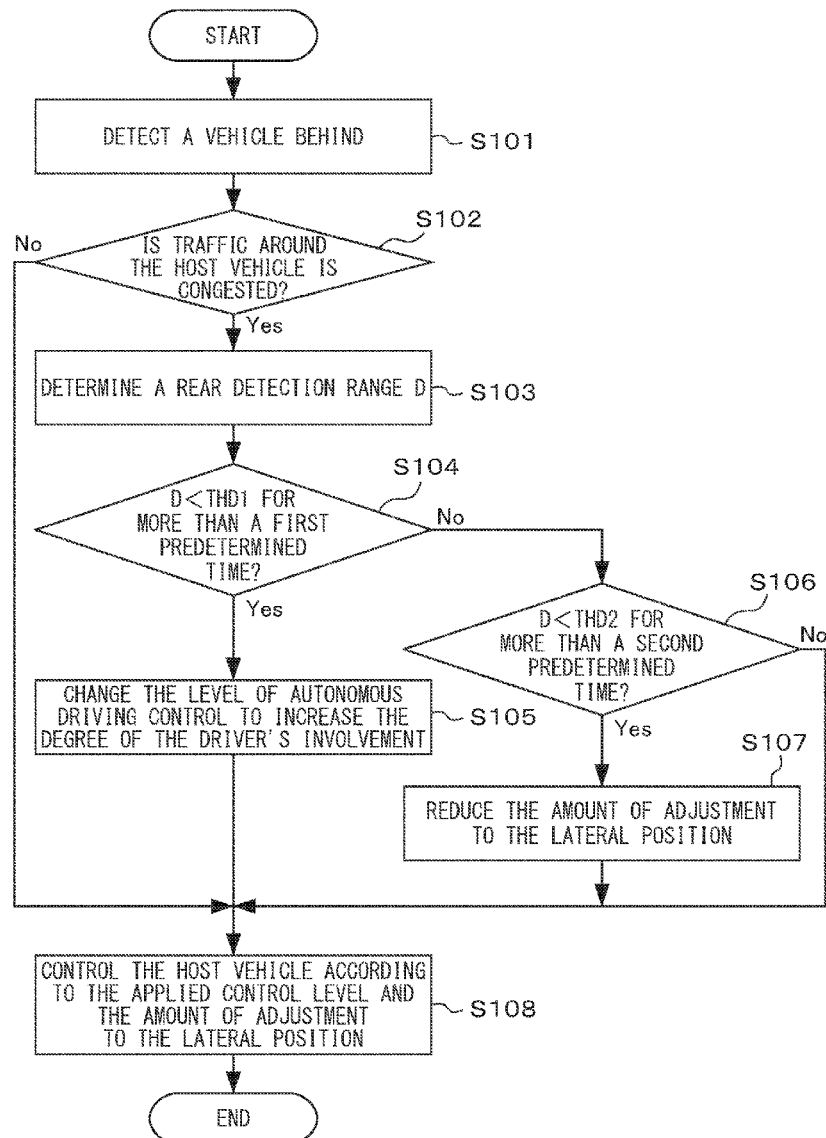 START
DETECT A VEHICLE BEHIND
S101
S102
No
IS TRAFFIC AROUND
THE HOST VEHICLE IS
CONGESTED?
Yes
DETERMINE A REAR DETECTION RANGE D
S103
S104
D<THD1 FOR
MORE THAN A FIRST
PREDETERMINED
TIME?
No
Yes
S106
D<THD2 FOR
MORE THAN A SECOND
PREDETERMINED
TIME?
No
Yes
CHANGE THE LEVEL OF AUTONOMOUS
DRIVING CONTROL TO INCREASE THE
DEGREE OF THE DRIVER'S INVOLVEMENT
S105
S107
REDUCE THE AMOUNT OF ADJUSTMENT
TO THE LATERAL POSITION
CONTROL THE HOST VEHICLE ACCORDING
TO THE APPLIED CONTROL LEVEL AND
THE AMOUNT OF ADJUSTMENT
TO THE LATERAL POSITION
S108
END